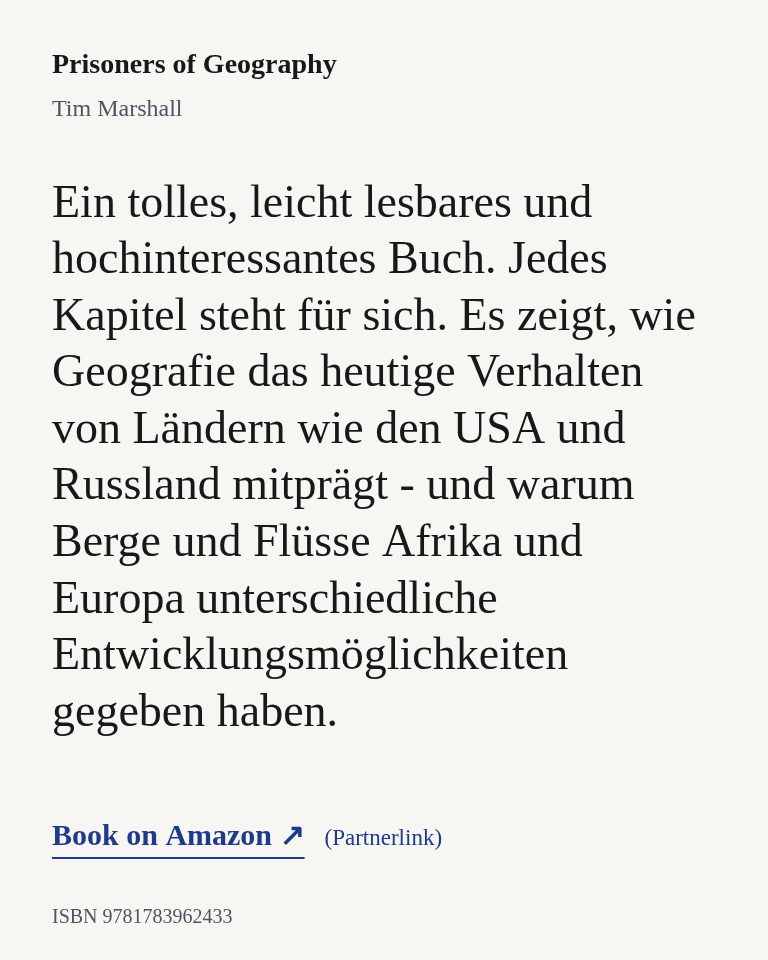 Prisoners of Geography
Tim Marshall
Ein tolles, leicht lesbares und
hochinteressantes Buch. Jedes
Kapitel steht für sich. Es zeigt, wie
Geografie das heutige Verhalten
von Ländern wie den USA und
Russland mitprägt - und warum
Berge und Flüsse Afrika und
Europa unterschiedliche
Entwicklungsmöglichkeiten
gegeben haben.
Book on Amazon ↗ (Partnerlink)
ISBN 9781783962433